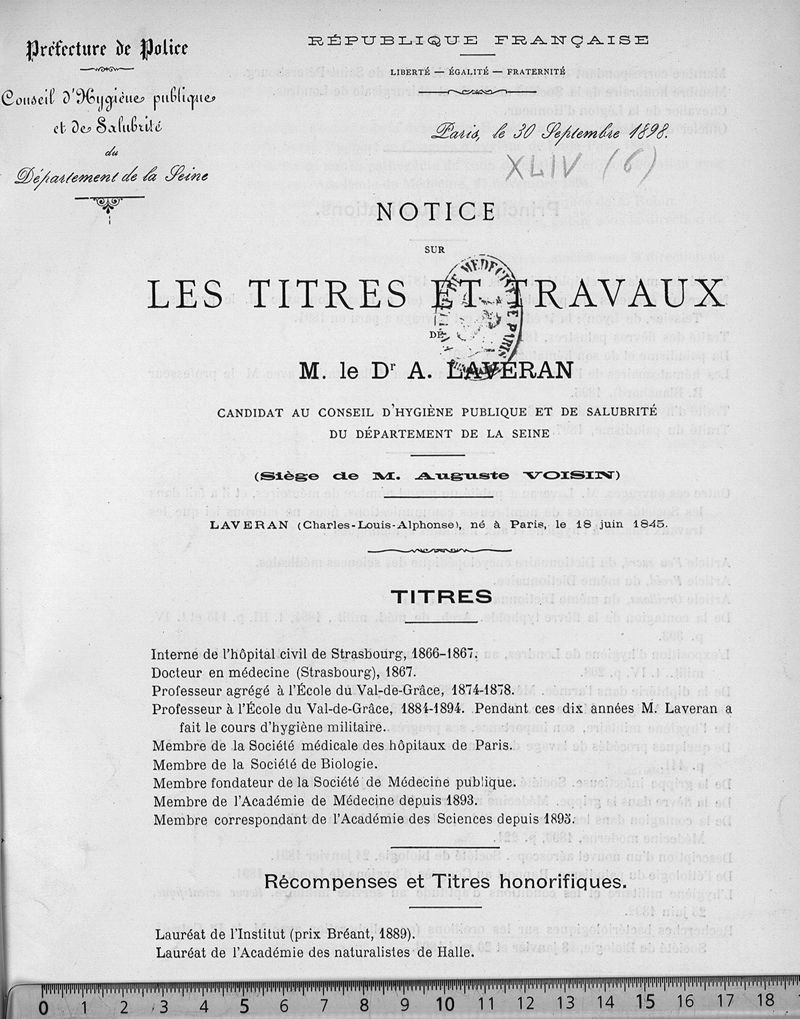 Préfecture de Police
Conseil d'Hygiène publique
et de Salubrité
du
Département de la Seine
RÉPUBLIQUE FRANÇAISE
LIBERTÉ — ÉGALITÉ — FRATERNITÉ
Paris, le 30 Septembre 1898.
XLIV (6)
NOTICE
SUR
LES TITRES ET TRAVAUX
DE
M. le Dr A. LAVERAN
CANDIDAT AU CONSEIL D'HYGIÈNE PUBLIQUE ET DE SALUBRITÉ
DU DÉPARTEMENT DE LA SEINE
(Siège de M. Auguste VOISIN)
LAVERAN (Charles-Louis-Alphonse), né à Paris, le 18 juin 1845.
TITRES
Interne de l'hôpital civil de Strasbourg, 1866-1867.
Docteur en médecine (Strasbourg), 1867.
Professeur agrégé à l'École du Val-de-Grâce, 1874-1878.
Professeur à l'École du Val-de-Grâce, 1884-1894. Pendant ces dix années M. Laveran a
fait le cours d'hygiène militaire.
Membre de la Société médicale des hôpitaux de Paris.
Membre de la Société de Biologie.
Membre fondateur de la Société de Médecine publique.
Membre de l'Académie de Médecine depuis 1893.
Membre correspondant de l'Académie des Sciences depuis 1895.
Récompenses et Titres honorifiques.
Lauréat de l'Institut (prix Bréant, 1889).
Lauréat de l'Académie des naturalistes de Halle.
0 1 2 3 4 5 6 7 8 9 10 11 12 13 14 15 16 17 18